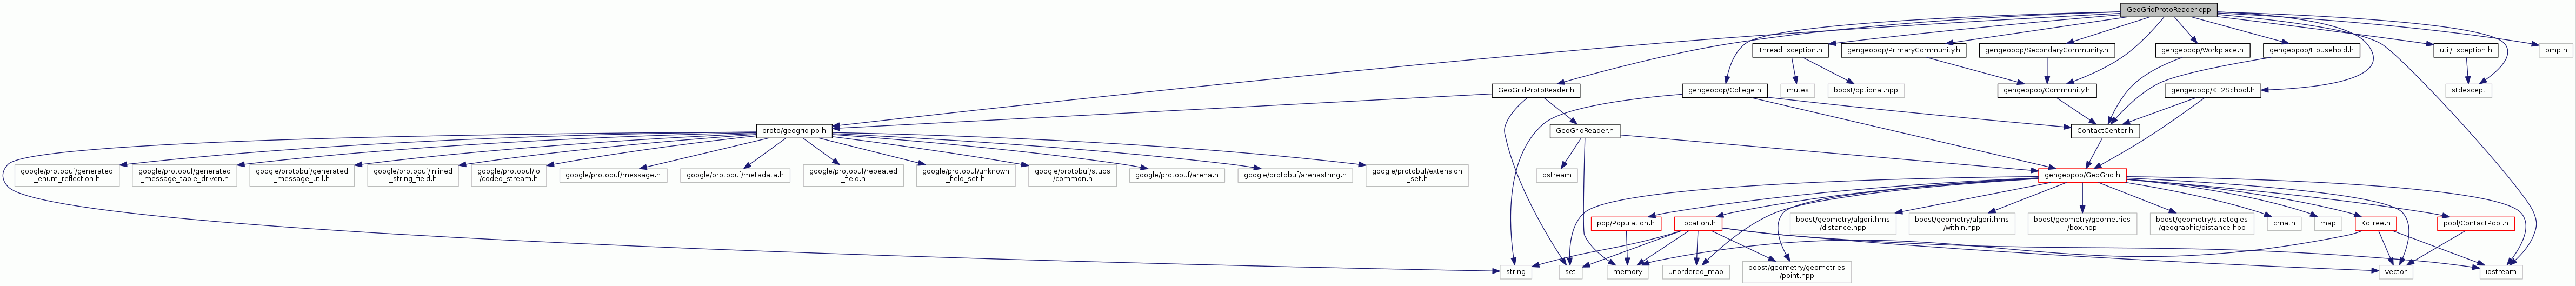 GeoGridProtoReader.cpp
ThreadException.h
gengeopop/PrimaryCommunity.h
gengeopop/SecondaryCommunity.h
gengeopop/Workplace.h
gengeopop/Household.h
util/Exception.h
omp.h
GeoGridProtoReader.h
gengeopop/College.h
mutex
boost/optional.hpp
gengeopop/Community.h
gengeopop/K12School.h
stdexcept
proto/geogrid.pb.h
GeoGridReader.h
ContactCenter.h
google/protobuf/generated
_enum_reflection.h
google/protobuf/generated
_message_table_driven.h
google/protobuf/generated
_message_util.h
google/protobuf/inlined
_string_field.h
google/protobuf/io
/coded_stream.h
google/protobuf/message.h
google/protobuf/metadata.h
google/protobuf/repeated
_field.h
google/protobuf/unknown
_field_set.h
google/protobuf/stubs
/common.h
google/protobuf/arena.h
google/protobuf/arenastring.h
google/protobuf/extension
_set.h
ostream
gengeopop/GeoGrid.h
pop/Population.h
Location.h
boost/geometry/algorithms
/distance.hpp
boost/geometry/algorithms
/within.hpp
boost/geometry/geometries
/box.hpp
boost/geometry/strategies
/geographic/distance.hpp
cmath
map
KdTree.h
pool/ContactPool.h
string
set
memory
unordered_map
boost/geometry/geometries
/point.hpp
vector
iostream